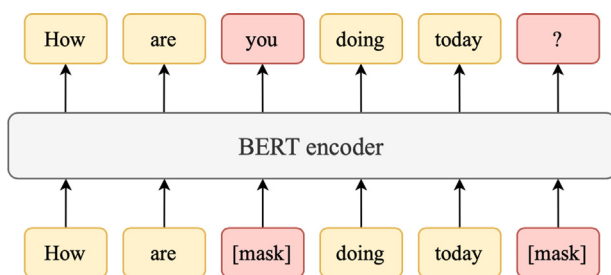 How are you doing today ?
BERT encoder
How are [mask] doing today [mask]